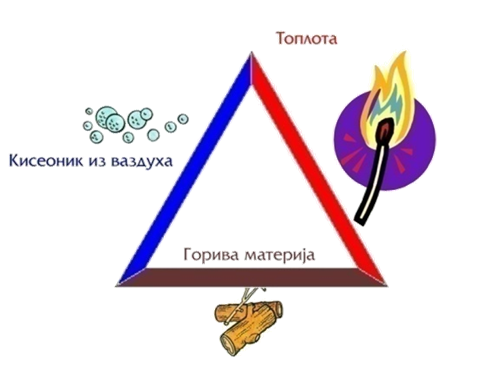 Топлота
Кисеоник из ваздуха
Горива материја